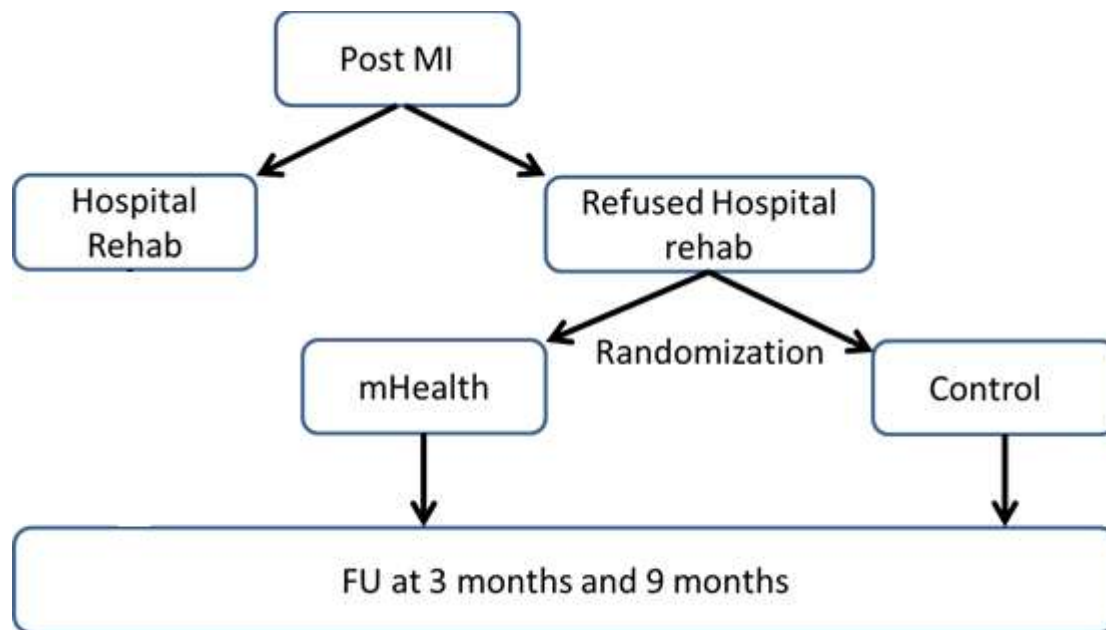 Post MI
Hospital
Rehab
Refused Hospital
rehab
Randomization
mHealth
Control
FU at 3 months and 9 months